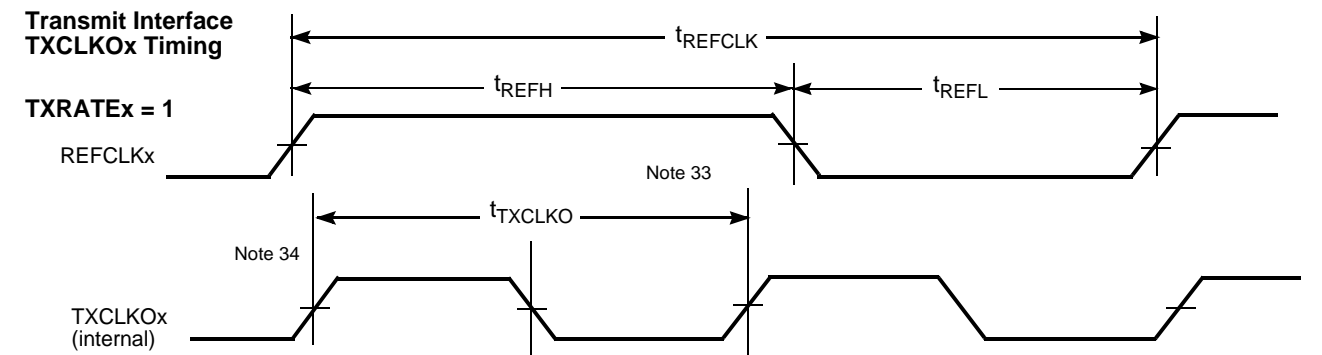 Transmit Interface
TXCLKOx Timing
tREFCLK
tREFH
tREFL
TXRATEx = 1
REFCLKx
Note 33
tTXCLKO
Note 34
TXCLKOx
(internal)